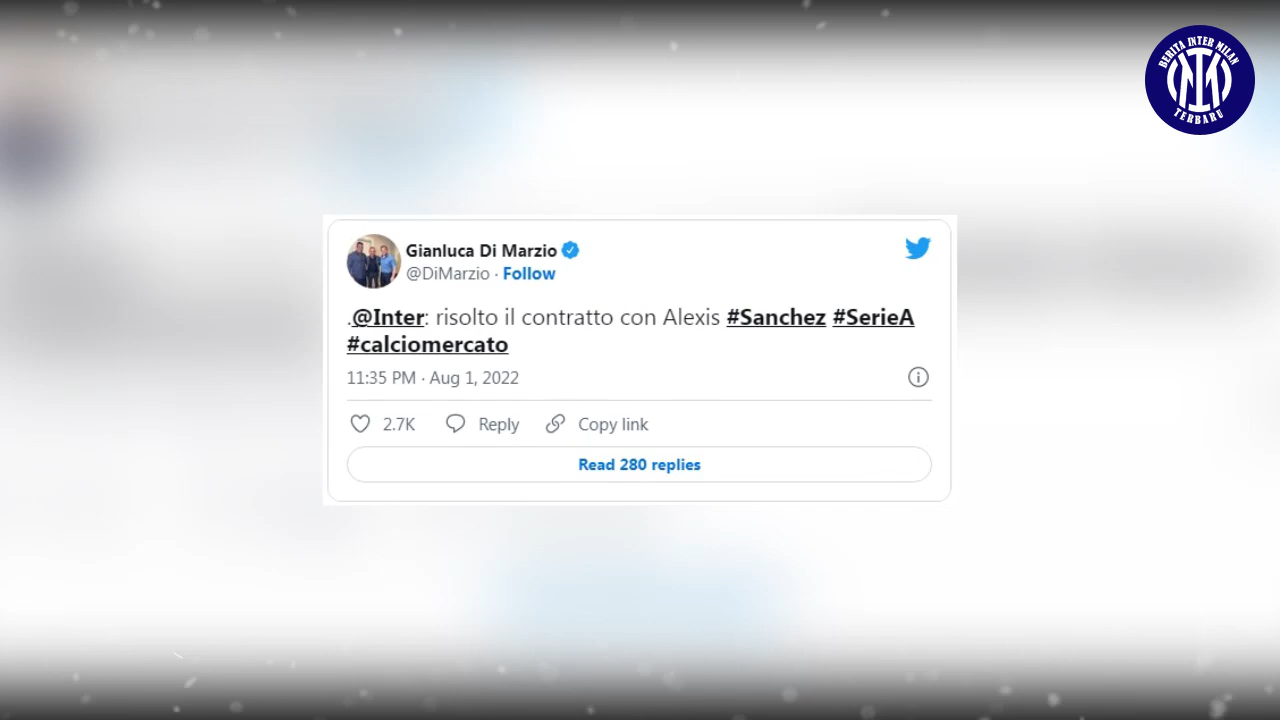 BERITA INTER MILAN
TERBARU
Gianluca Di Marzio
@DiMarzio · Follow
.@Inter: risolto il contratto con Alexis #Sanchez #SerieA
#calciomercato
11:35 PM · Aug 1, 2022
2.7K Reply Copy link
Read 280 replies